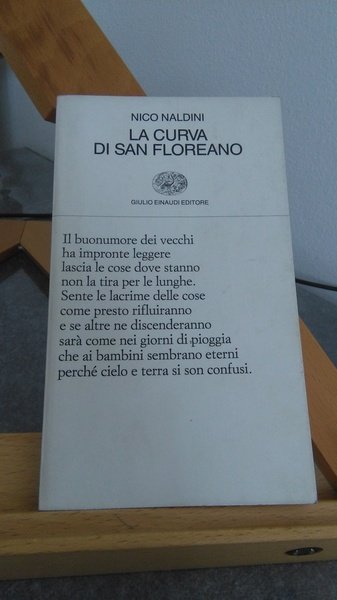 NICO NALDINI
LA CURVA
DI SAN FLOREANO
GIULIO EINAUDI EDITORE
Il buonumore dei vecchi
ha impronte leggere
lascia le cose dove stanno
non la tira per le lunghe.
Sente le lacrime delle cose
come presto rifluiranno
e se altre ne discenderanno
sarà come nei giorni di pioggia
che ai bambini sembrano eterni
perché cielo e terra si son confusi.